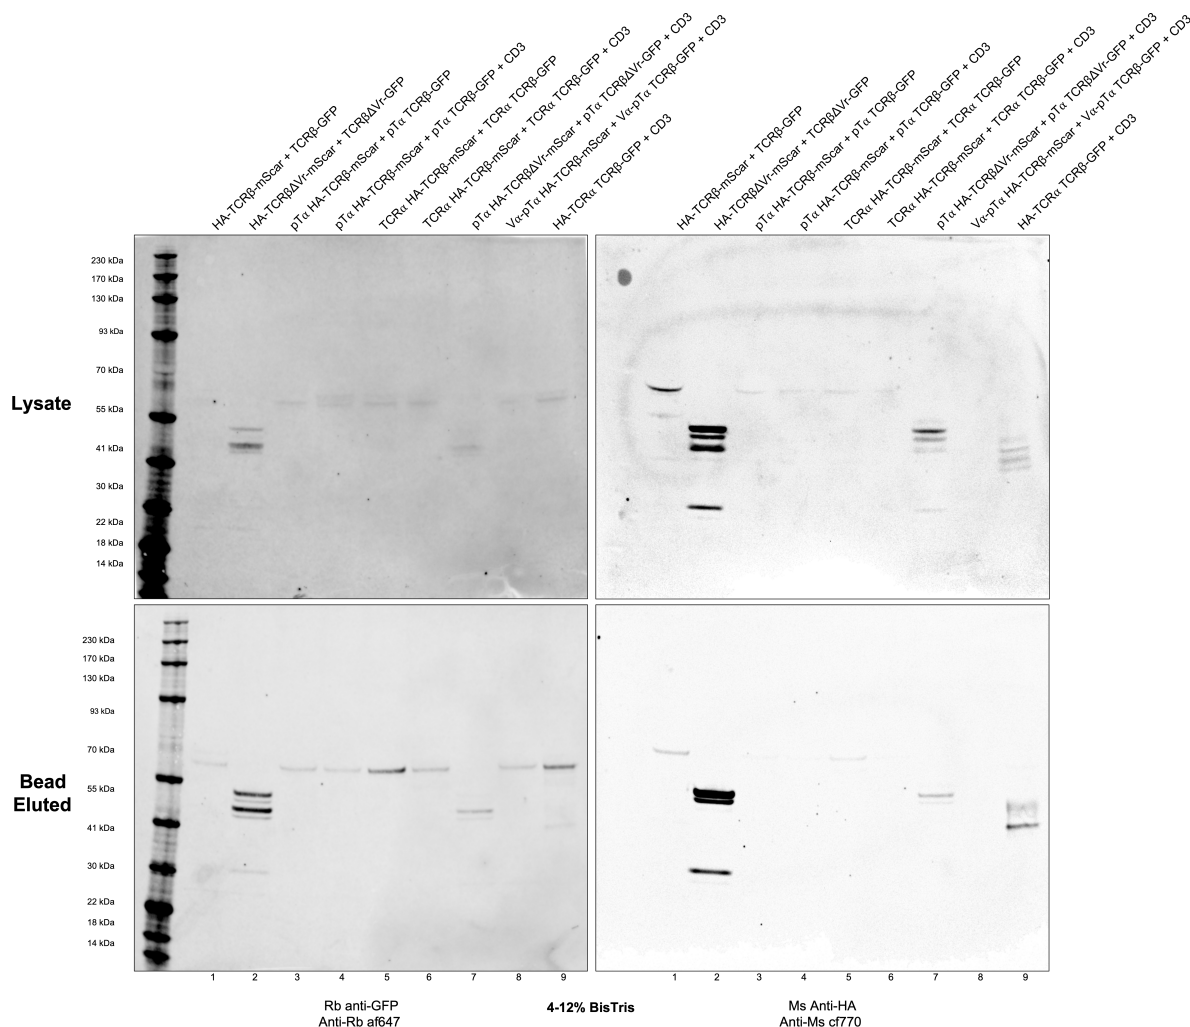 HA-TCRβ-mScar + TCRβ-GFP
HA-TCRβΔVr-mScar + TCRβΔVr-GFP
pTα HA-TCRβ-mScar + pTα TCRβ-GFP
pTα HA-TCRβ-mScar + pTα TCRβ-GFP + CD3
TCRα HA-TCRβ-mScar + TCRα TCRβ-GFP
TCRα HA-TCRβ-mScar + TCRα TCRβ-GFP + CD3
pTα HA-TCRβΔVr-mScar + pTα TCRβΔVr-GFP + CD3
Vα-pTα HA-TCRβ-mScar + Vα-pTα TCRβ-GFP + CD3
HA-TCRα TCRβ-GFP + CD3
HA-TCRβ-mScar + TCRβ-GFP
HA-TCRβΔVr-mScar + TCRβΔVr-GFP
pTα HA-TCRβ-mScar + pTα TCRβ-GFP
pTα HA-TCRβ-mScar + pTα TCRβ-GFP + CD3
TCRα HA-TCRβ-mScar + TCRα TCRβ-GFP
TCRα HA-TCRβ-mScar + TCRα TCRβ-GFP + CD3
pTα HA-TCRβΔVr-mScar + pTα TCRβΔVr-GFP + CD3
Vα-pTα HA-TCRβ-mScar + Vα-pTα TCRβ-GFP + CD3
HA-TCRα TCRβ-GFP + CD3
Lysate
230 kDa
170 kDa
130 kDa
93 kDa
70 kDa
55 kDa
41 kDa
30 kDa
22 kDa
18 kDa
14 kDa
Bead
Eluted
230 kDa
170 kDa
130 kDa
93 kDa
70 kDa
55 kDa
41 kDa
30 kDa
22 kDa
18 kDa
14 kDa
1 2 3 4 5 6 7 8 9
1 2 3 4 5 6 7 8 9
Rb anti-GFP
Anti-Rb af647
4-12% BisTris
Ms Anti-HA
Anti-Ms cf770